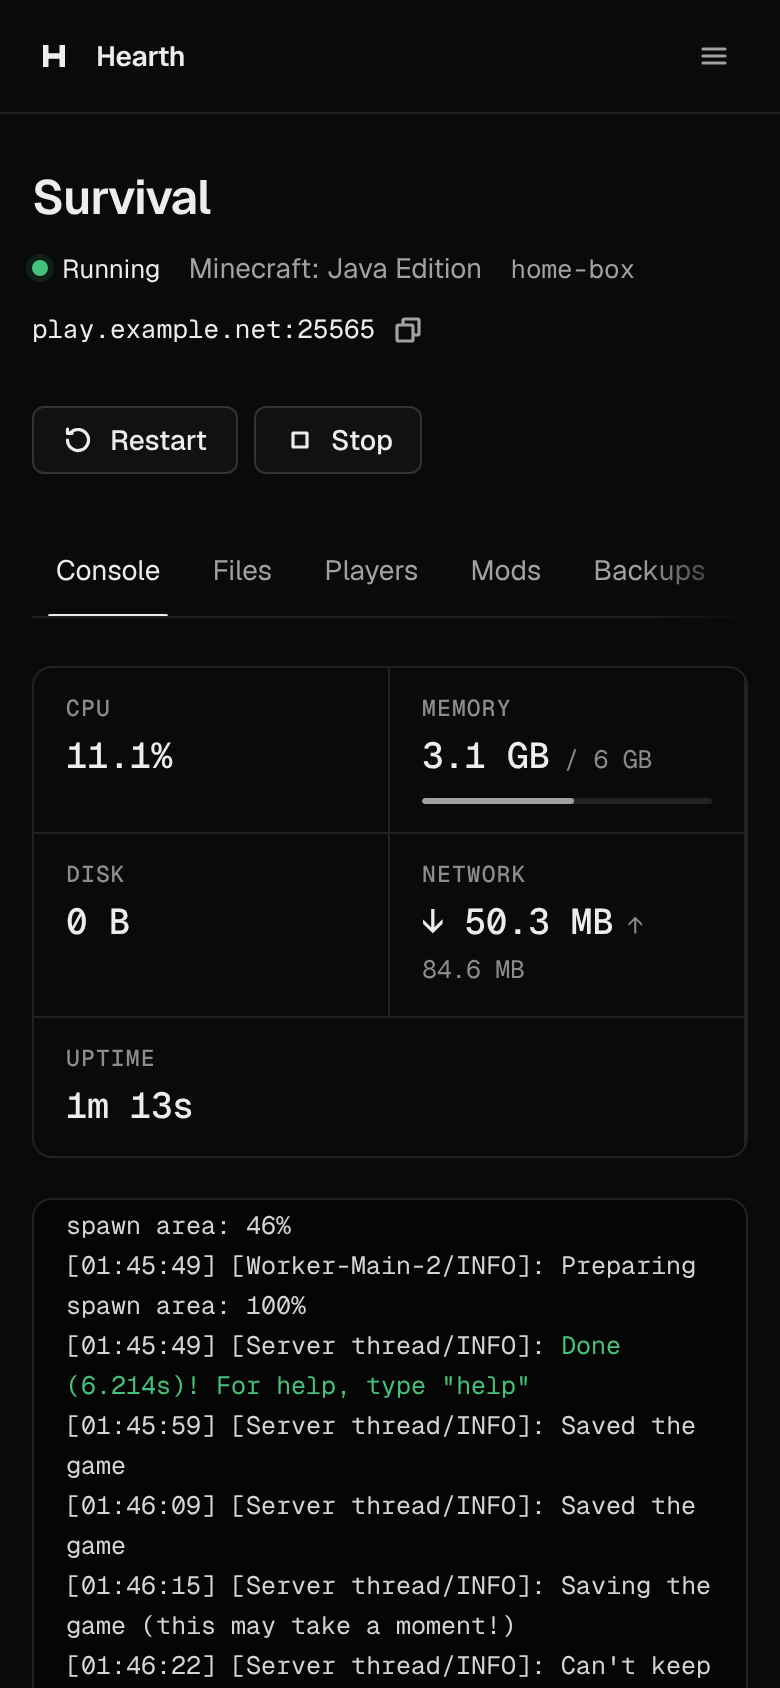 H Hearth
Survival
Running Minecraft: Java Edition home-box
play.example.net:25565
Restart Stop
Console Files Players Mods Backups
CPU
11.1%
MEMORY
3.1 GB / 6 GB
DISK
0 B
NETWORK
↓ 50.3 MB ↑
84.6 MB
UPTIME
1m 13s
spawn area: 46%
[01:45:49] [Worker-Main-2/INFO]: Preparing
spawn area: 100%
[01:45:49] [Server thread/INFO]: Done
(6.214s)! For help, type "help"
[01:45:59] [Server thread/INFO]: Saved the
game
[01:46:09] [Server thread/INFO]: Saved the
game
[01:46:15] [Server thread/INFO]: Saving the
game (this may take a moment!)
[01:46:22] [Server thread/INFO]: Can't keep